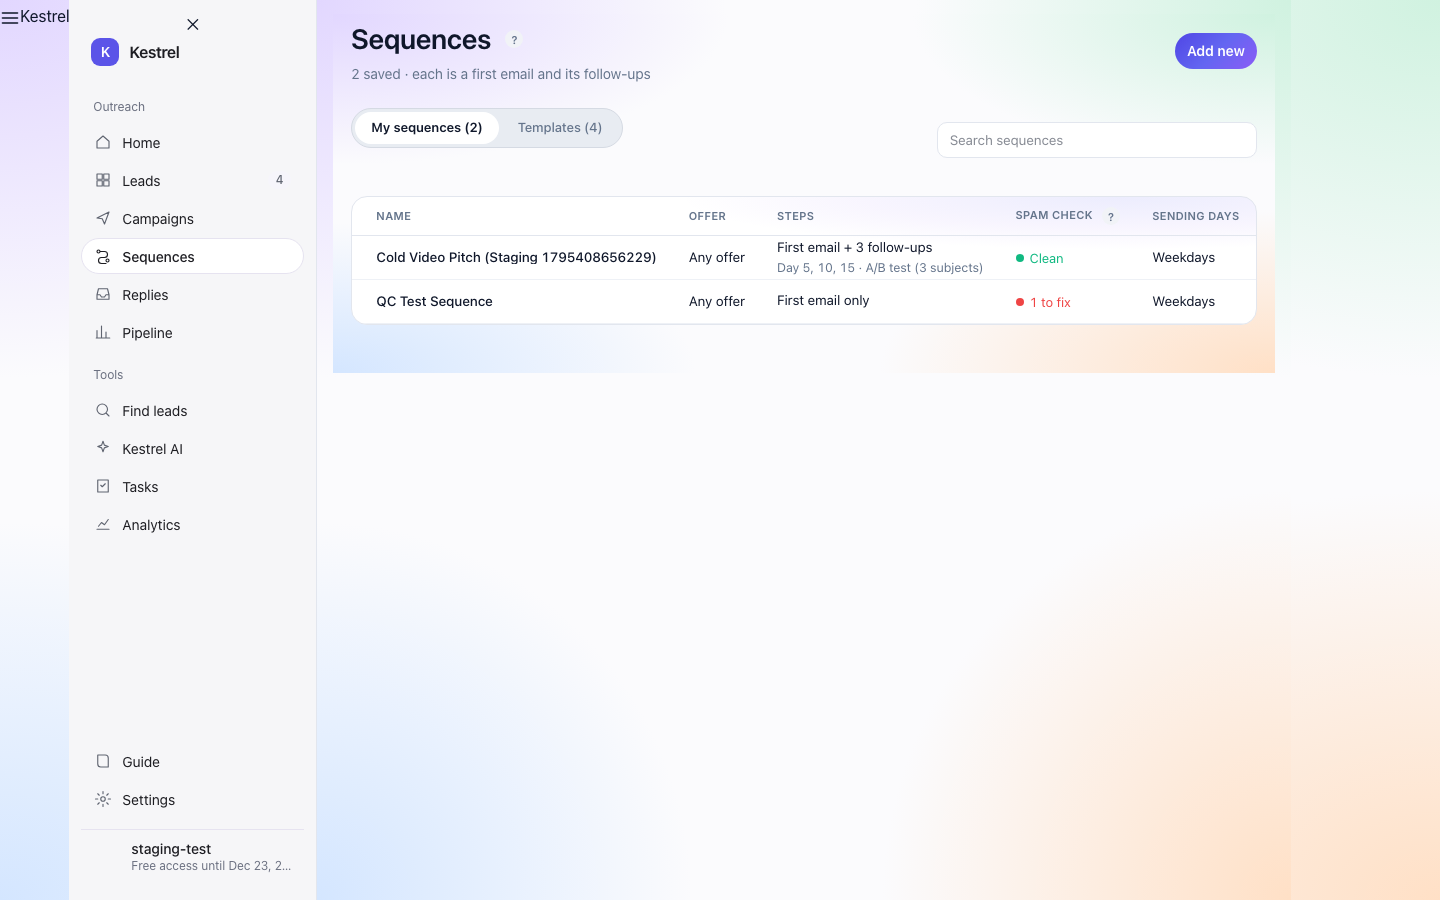 Kestrel
K Kestrel
Outreach
Home
Leads 4
Campaigns
Sequences
Replies
Pipeline
Tools
Find leads
Kestrel AI
Tasks
Analytics
Guide
Settings
staging-test
Free access until Dec 23, 2...
Sequences ?
2 saved · each is a first email and its follow-ups
Add new
My sequences (2) Templates (4)
Search sequences
NAME OFFER STEPS SPAM CHECK ? SENDING DAYS
Cold Video Pitch (Staging 1795408656229) Any offer First email + 3 follow-ups Clean Weekdays
Day 5, 10, 15 · A/B test (3 subjects)
QC Test Sequence Any offer First email only 1 to fix Weekdays